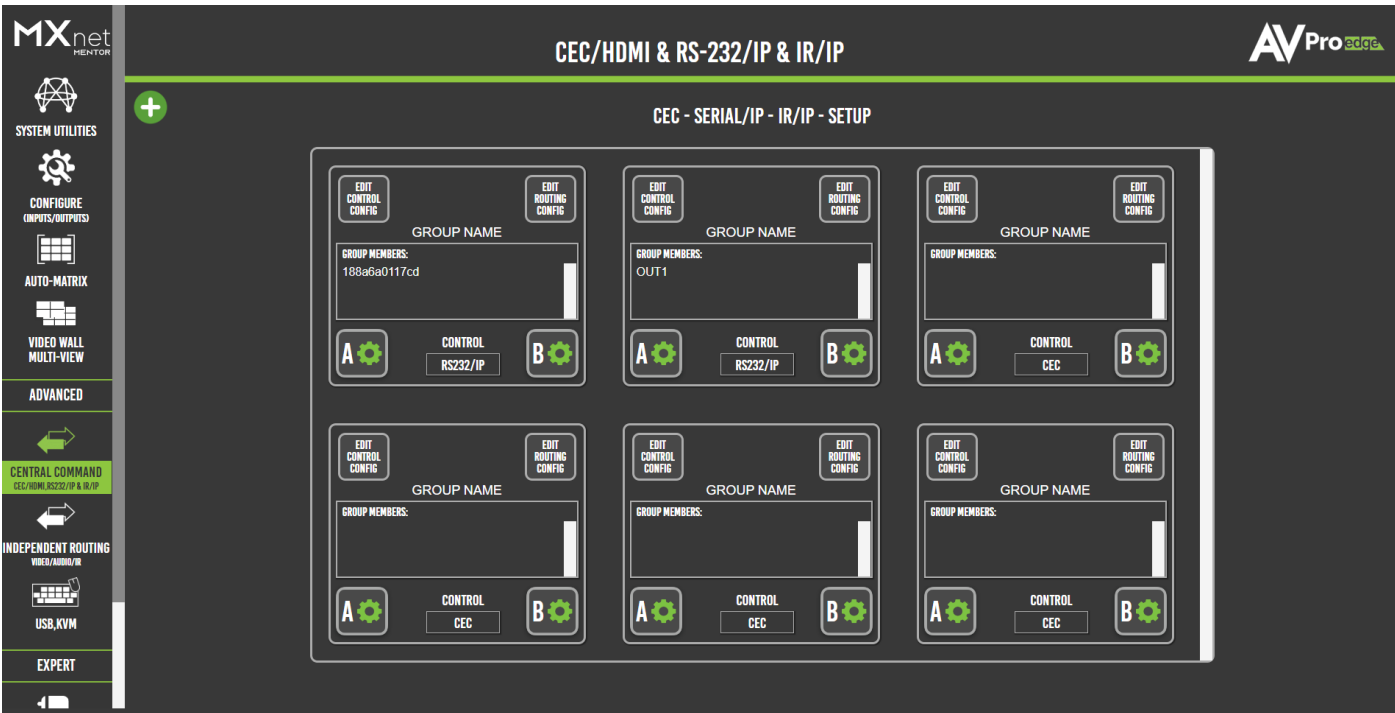 MXnet
MENTOR
CEC/HDMI & RS-232/IP & IR/IP
AVPro edge
SYSTEM UTILITIES
CONFIGURE
(INPUTS/OUTPUTS)
AUTO-MATRIX
VIDEO WALL
MULTI-VIEW
ADVANCED
CENTRAL COMMAND
CEC/HDMI,RS232/IP & IR/IP
INDEPENDENT ROUTING
VIDEO/AUDIO/IR
USB,KVM
EXPERT
CEC - SERIAL/IP - IR/IP - SETUP
EDIT
CONTROL
CONFIG
EDIT
ROUTING
CONFIG
GROUP NAME
GROUP MEMBERS:
188a6a0117cd
A
CONTROL
RS232/IP
B
EDIT
CONTROL
CONFIG
EDIT
ROUTING
CONFIG
GROUP NAME
GROUP MEMBERS:
OUT1
A
CONTROL
RS232/IP
B
EDIT
CONTROL
CONFIG
EDIT
ROUTING
CONFIG
GROUP NAME
GROUP MEMBERS:
A
CONTROL
CEC
B
EDIT
CONTROL
CONFIG
EDIT
ROUTING
CONFIG
GROUP NAME
GROUP MEMBERS:
A
CONTROL
CEC
B
EDIT
CONTROL
CONFIG
EDIT
ROUTING
CONFIG
GROUP NAME
GROUP MEMBERS:
A
CONTROL
CEC
B
EDIT
CONTROL
CONFIG
EDIT
ROUTING
CONFIG
GROUP NAME
GROUP MEMBERS:
A
CONTROL
CEC
B